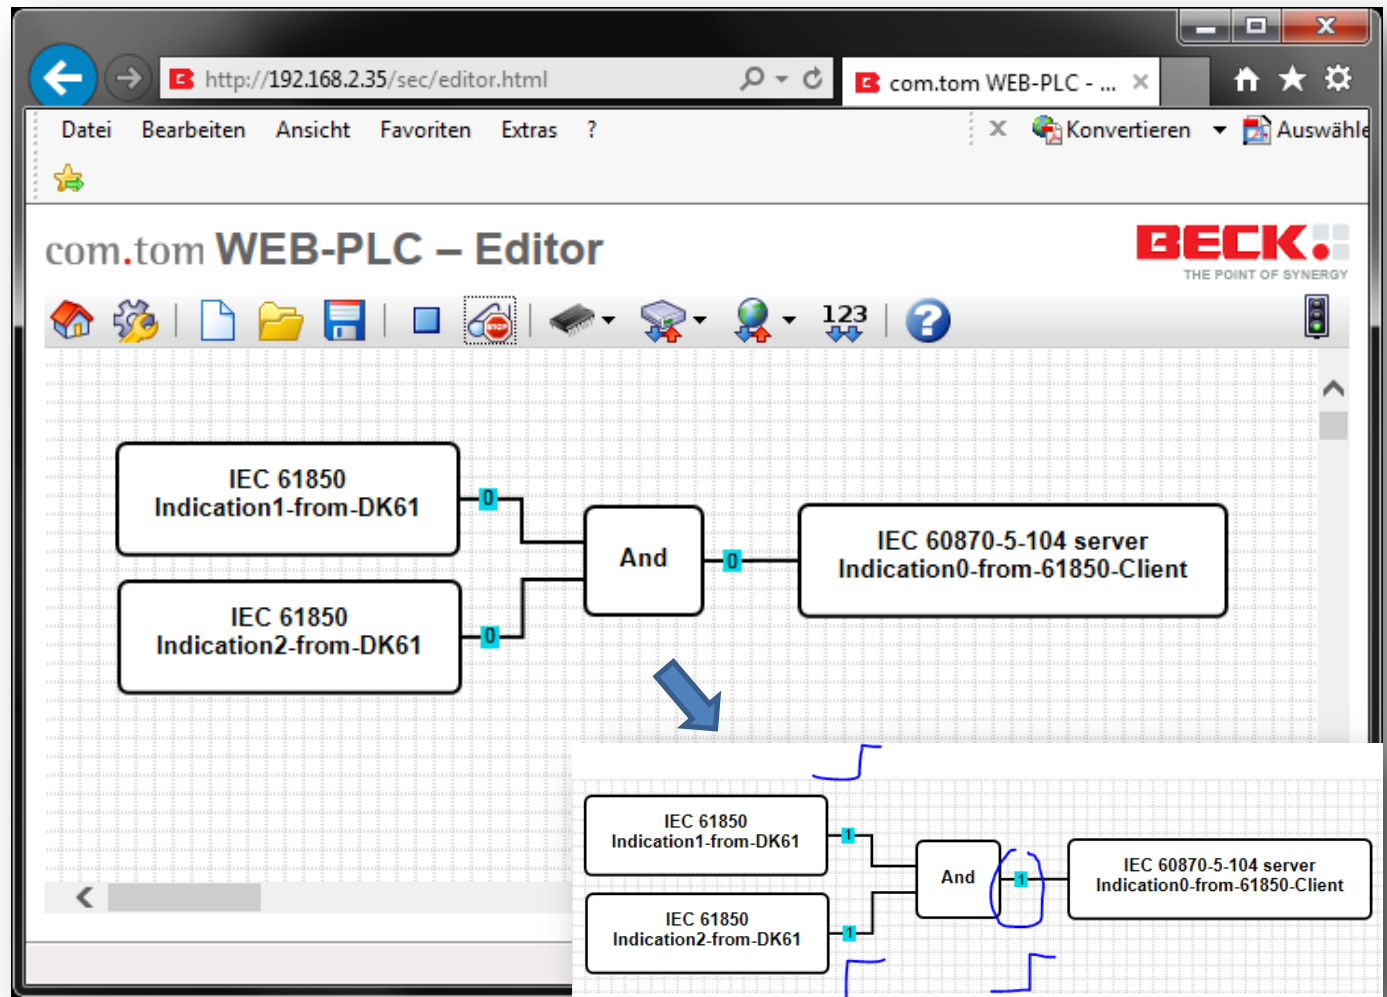 http://192.168.2.35/sec/editor.html
com.tom WEB-PLC - ...
Datei Bearbeiten Ansicht Favoriten Extras ?
x Konvertieren Auswähle
com.tom WEB-PLC – Editor
BECK
THE POINT OF SYNERGY
123
IEC 61850
Indication1-from-DK61
0
And
0
IEC 60870-5-104 server
Indication0-from-61850-Client
IEC 61850
Indication2-from-DK61
0
IEC 61850
Indication1-from-DK61
1
And
1
IEC 60870-5-104 server
Indication0-from-61850-Client
IEC 61850
Indication2-from-DK61
1